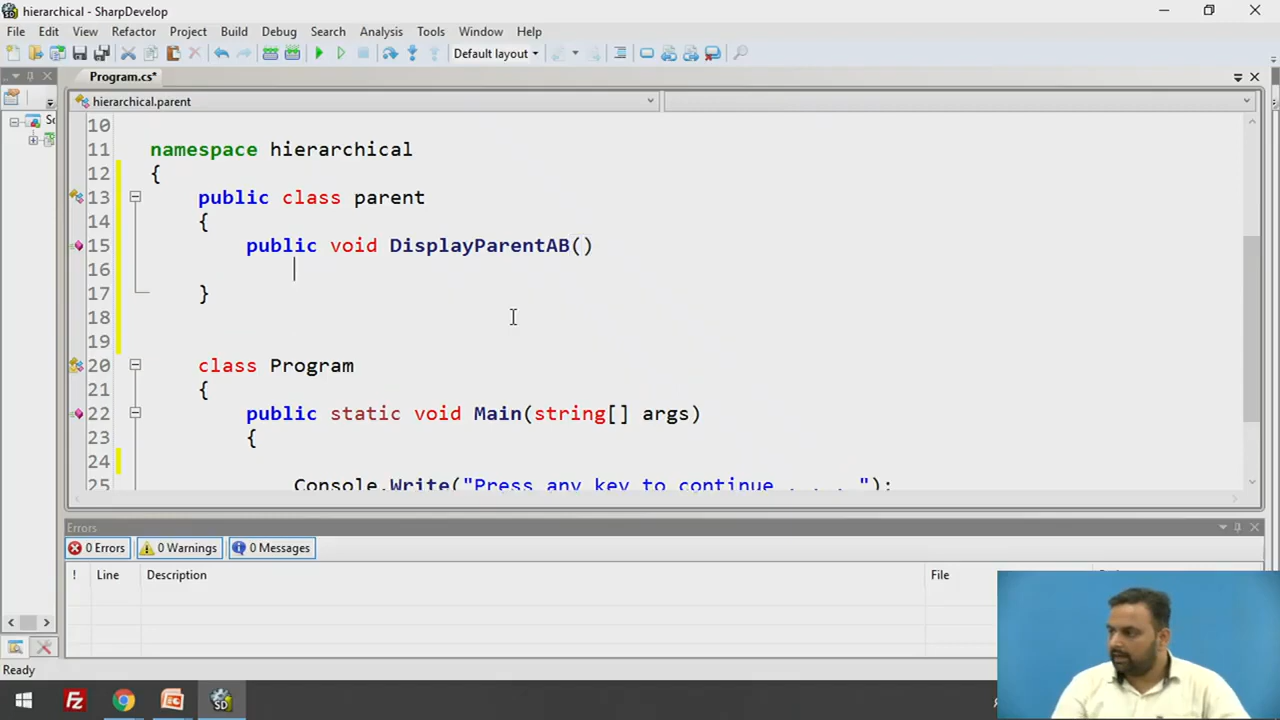 hierarchical - SharpDevelop
File Edit View Refactor Project Build Debug Search Analysis Tools Window Help
Default layout
Program.cs*
hierarchical.parent
10
11 namespace hierarchical
12 {
13 public class parent
14 {
15 public void DisplayParentAB()
16
17 }
18
19
20 class Program
21 {
22 public static void Main(string[] args)
23 {
24
25 Console.Write("Press any key to continue . . . ");
Errors
0 Errors 0 Warnings 0 Messages
! Line Description File
Ready